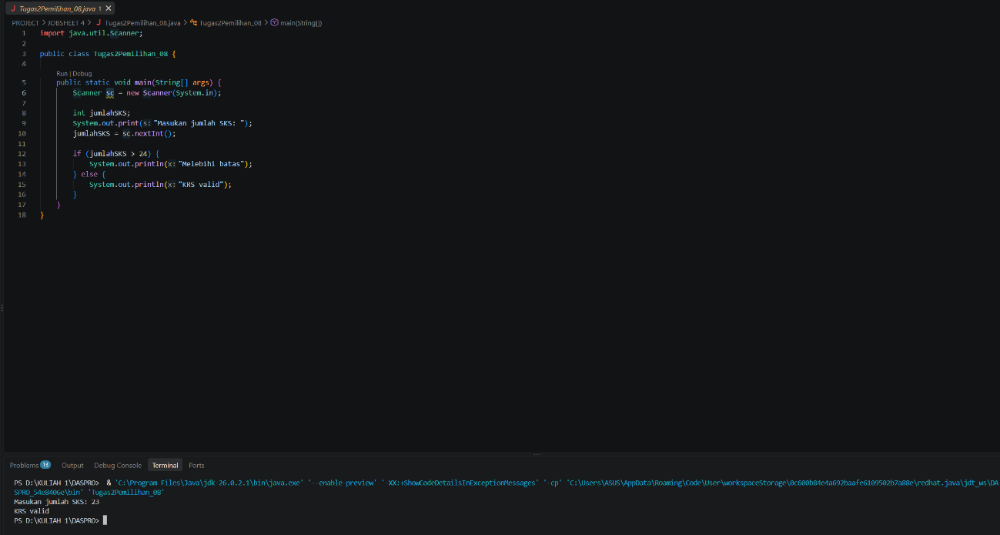 J Tugas2Pemilihan_08.java 1 ×
PROJECT > JOBSHEET 4 > J Tugas2Pemilihan_08.java > Tugas2Pemilihan_08 > main(String[])
1 import java.util.Scanner;
2
3 public class Tugas2Pemilihan_08 {
4
Run | Debug
5 public static void main(String[] args) {
6 Scanner sc = new Scanner(System.in);
7
8 int jumlahSKS;
9 System.out.print(s: "Masukan jumlah SKS: ");
10 jumlahSKS = sc.nextInt();
11
12 if (jumlahSKS > 24) {
13 System.out.println(x: "Melebihi batas");
14 } else {
15 System.out.println(x: "KRS valid");
16 }
17 }
18 }
Problems 13 Output Debug Console Terminal Ports
PS D:\KULIAH 1\DASPRO> & 'C:\Program Files\Java\jdk-26.0.2.1\bin\java.exe' '--enable-preview' '-XX:+ShowCodeDetailsInExceptionMessages' '-cp' 'C:\Users\ASUS\AppData\Roaming\Code\User\workspaceStorage\0c600b84e4a692baafe6109502b7a88e\redhat.java\jdt_ws\DA
SPRO_54e8406e\bin' 'Tugas2Pemilihan_08'
Masukan jumlah SKS: 23
KRS valid
PS D:\KULIAH 1\DASPRO>